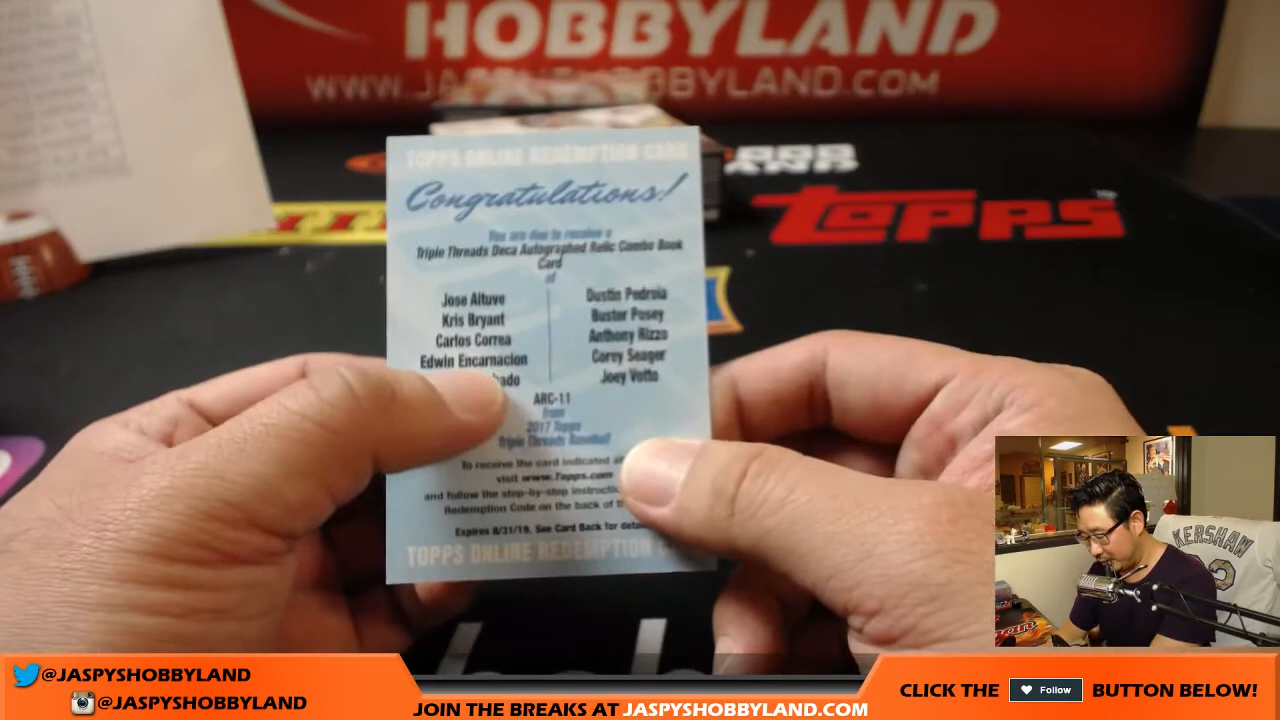 HOBBYLAND
WWW.JASPYSHOBBYLAND.COM
TOPPS
TOPPS ONLINE REDEMPTION CARD
Congratulations!
You are due to receive a
Triple Threads Deca Autographed Relic Combo Book
Card
of
Jose Altuve
Kris Bryant
Carlos Correa
Edwin Encarnacion
ado
Dustin Pedroia
Buster Posey
Anthony Rizzo
Corey Seager
Joey Votto
ARC-11
from
2017 Topps
Triple Threads Baseball
To receive the card indicated
visit www.Topps.com
and follow the step-by-step
Redemption Code on the back of
Expires 8/31/19. See Card Back for
TOPPS ONLINE REDEMPTION
KERSHAW
@JASPYSHOBBYLAND
@JASPYSHOBBYLAND
JOIN THE BREAKS AT JASPYSHOBBYLAND.COM
CLICK THE Follow BUTTON BELOW!